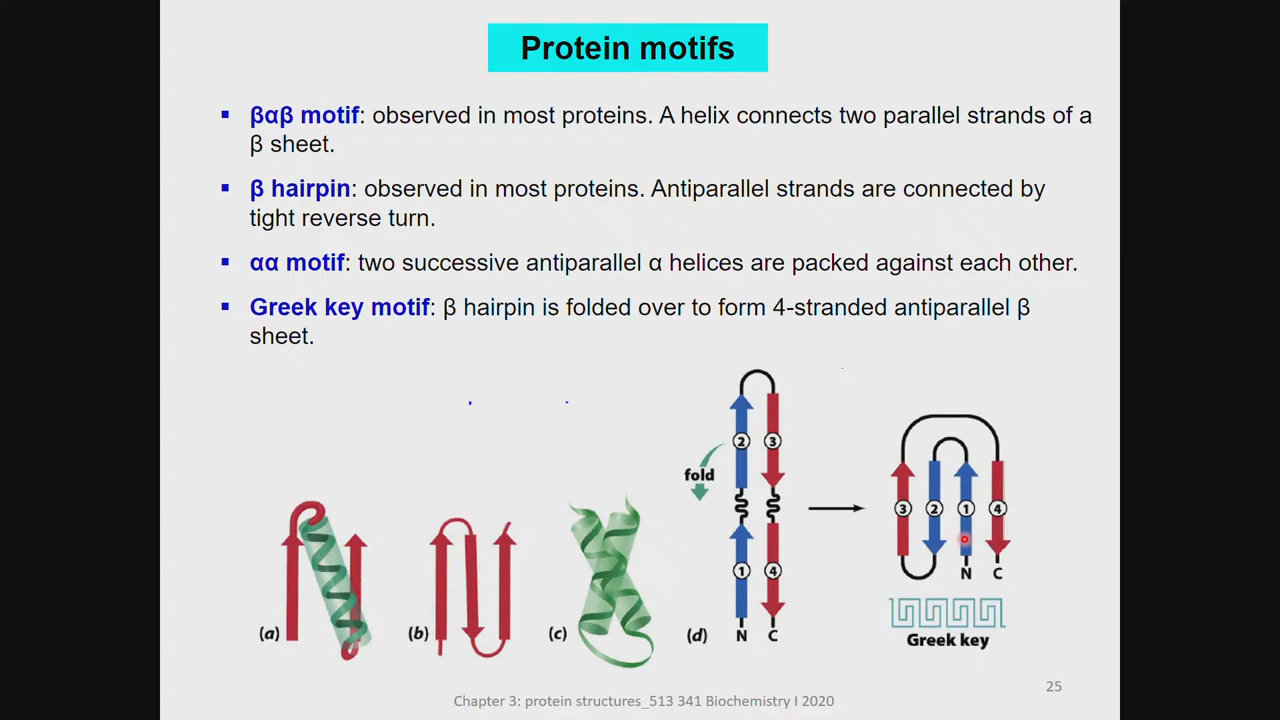 Protein motifs
▪ βαβ motif: observed in most proteins. A helix connects two parallel strands of a
β sheet.
▪ β hairpin: observed in most proteins. Antiparallel strands are connected by
tight reverse turn.
▪ αα motif: two successive antiparallel α helices are packed against each other.
▪ Greek key motif: β hairpin is folded over to form 4-stranded antiparallel β
sheet.
2 3
fold
1 4
3 2 1 4
N C
(a) (b) (c) (d) N C
Greek key
25
Chapter 3: protein structures_513 341 Biochemistry I 2020